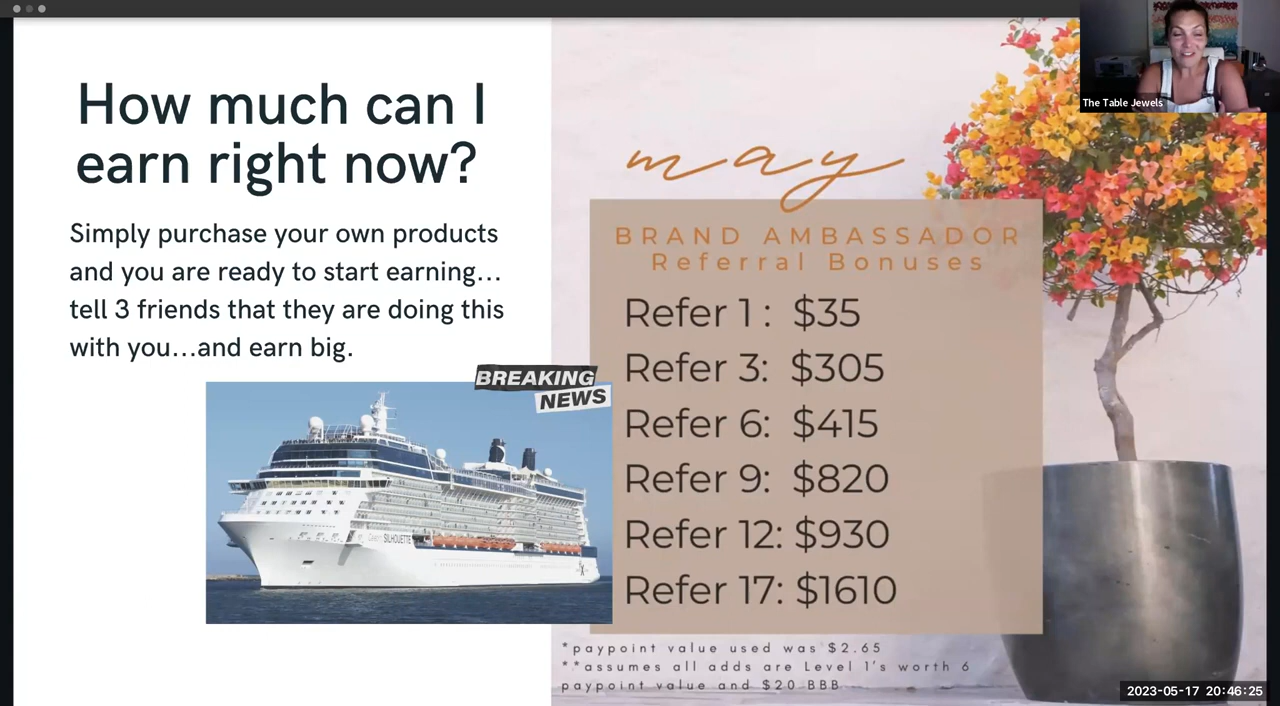 How much can I
earn right now?
Simply purchase your own products
and you are ready to start earning...
tell 3 friends that they are doing this
with you...and earn big.
BREAKING
NEWS
SILHOUETTE
may
BRAND AMBASSADOR
Referral Bonuses
Refer 1 : $35
Refer 3: $305
Refer 6: $415
Refer 9: $820
Refer 12: $930
Refer 17: $1610
*paypoint value used was $2.65
**assumes all adds are Level 1's worth 6
paypoint value and $20 BBB
The Table Jewels
2023-05-17 20:46:25